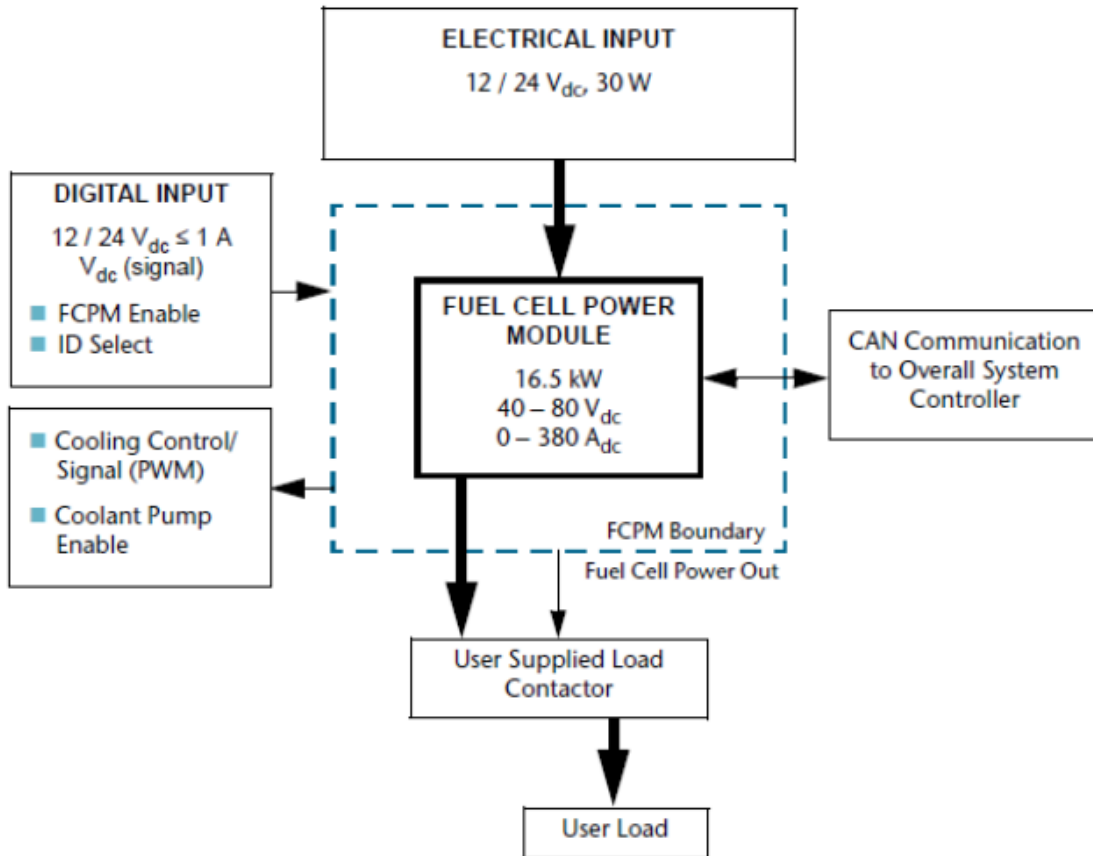 ELECTRICAL INPUT
12 / 24 Vdc, 30 W
DIGITAL INPUT
12 / 24 Vdc ≤ 1 A
Vdc (signal)
FCPM Enable
ID Select
FUEL CELL POWER
MODULE
16.5 kW
40 – 80 Vdc
0 – 380 Adc
CAN Communication
to Overall System
Controller
Cooling Control/
Signal (PWM)
Coolant Pump
Enable
FCPM Boundary
Fuel Cell Power Out
User Supplied Load
Contactor
User Load